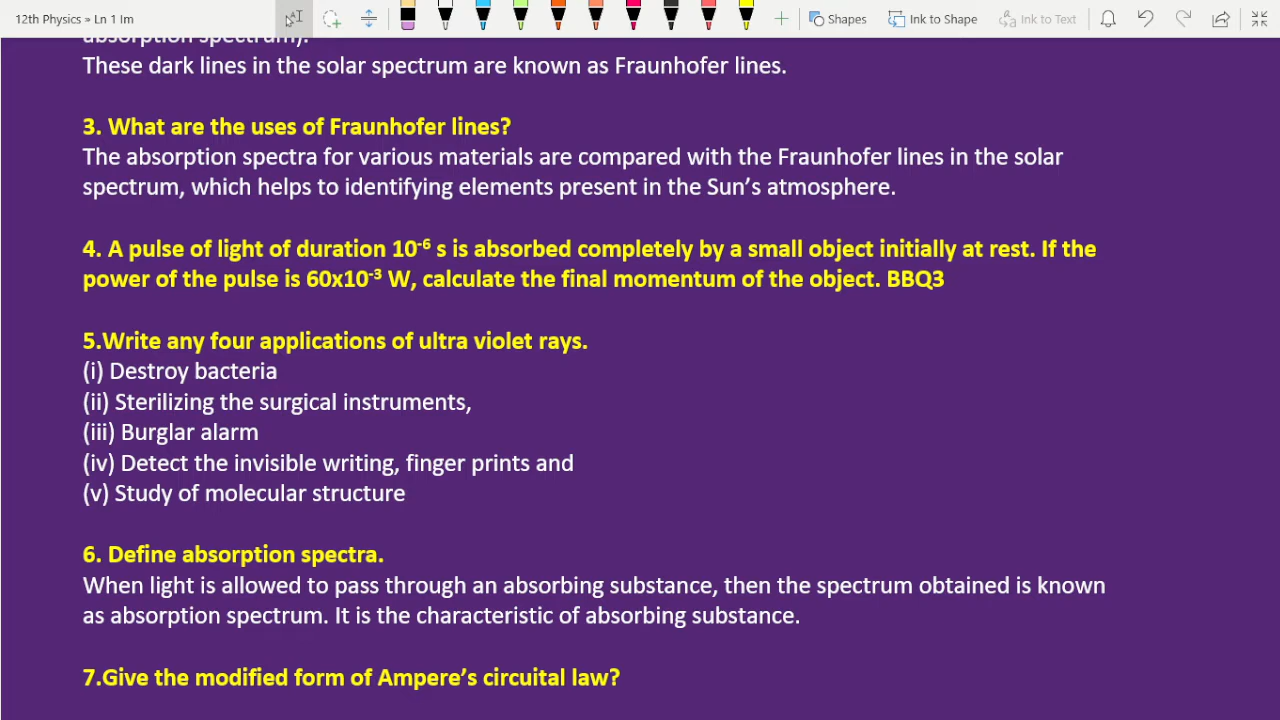 12th Physics » Ln 1 Im
Shapes
Ink to Shape
Ink to Text
absorption spectrum).
These dark lines in the solar spectrum are known as Fraunhofer lines.
3. What are the uses of Fraunhofer lines?
The absorption spectra for various materials are compared with the Fraunhofer lines in the solar
spectrum, which helps to identifying elements present in the Sun’s atmosphere.
4. A pulse of light of duration 10⁻⁶ s is absorbed completely by a small object initially at rest. If the
power of the pulse is 60x10⁻³ W, calculate the final momentum of the object. BBQ3
5.Write any four applications of ultra violet rays.
(i) Destroy bacteria
(ii) Sterilizing the surgical instruments,
(iii) Burglar alarm
(iv) Detect the invisible writing, finger prints and
(v) Study of molecular structure
6. Define absorption spectra.
When light is allowed to pass through an absorbing substance, then the spectrum obtained is known
as absorption spectrum. It is the characteristic of absorbing substance.
7.Give the modified form of Ampere’s circuital law?